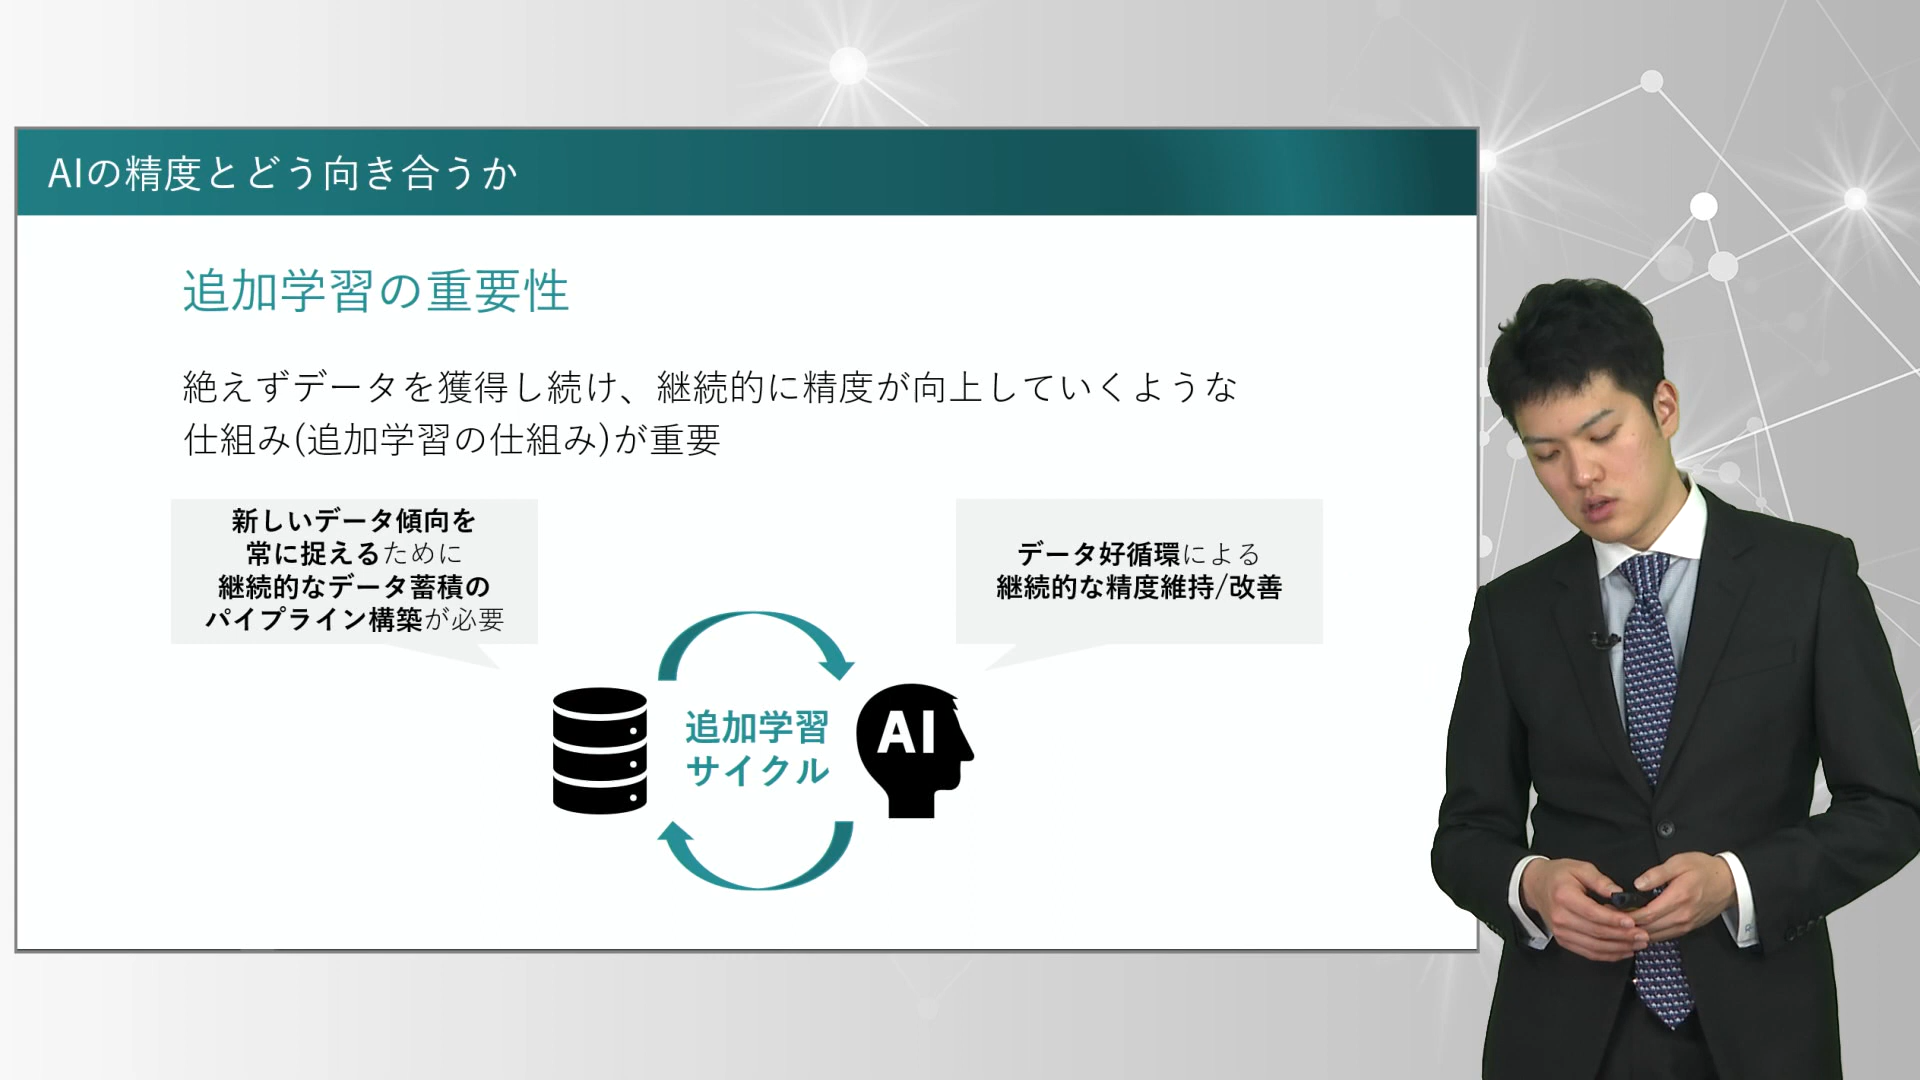 AIの精度とどう向き合うか
追加学習の重要性
絶えずデータを獲得し続け、継続的に精度が向上していくような
仕組み(追加学習の仕組み)が重要
新しいデータ傾向を
常に捉えるために
継続的なデータ蓄積の
パイプライン構築が必要
データ好循環による
継続的な精度維持/改善
追加学習
サイクル
AI